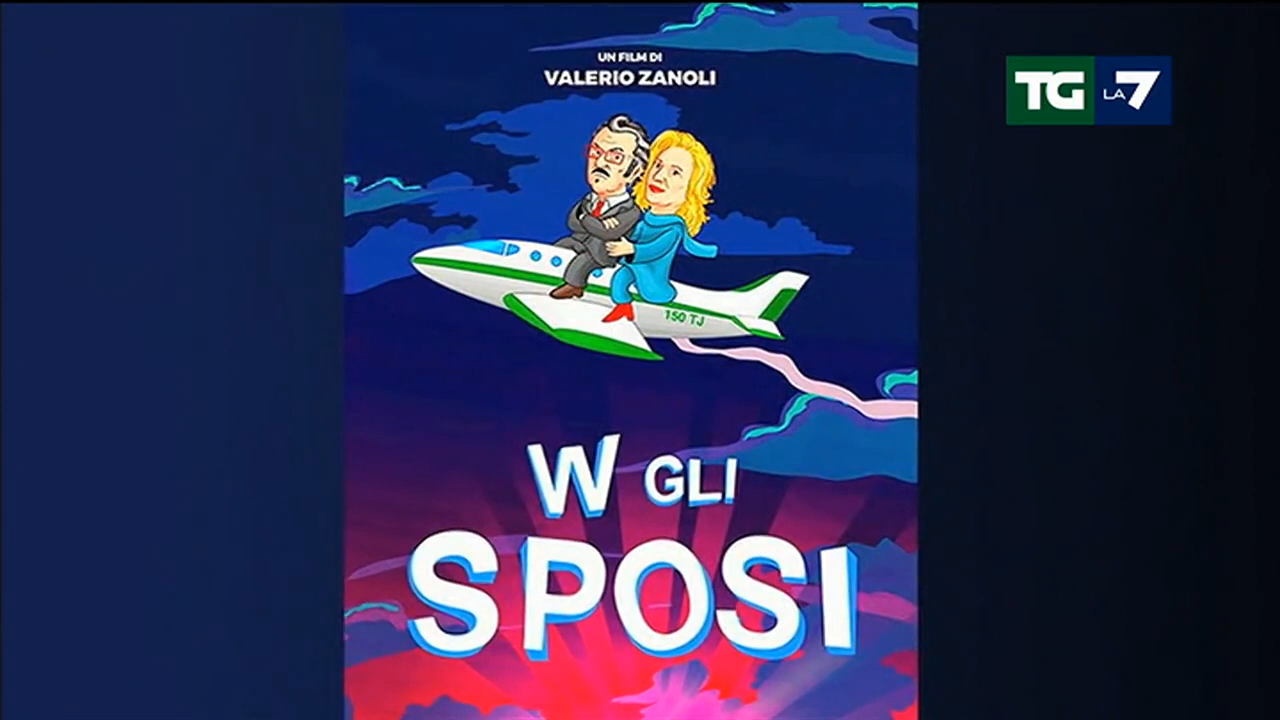 UN FILM DI
VALERIO ZANOLI
TG LA7
150 TJ
W GLI
SPOSI